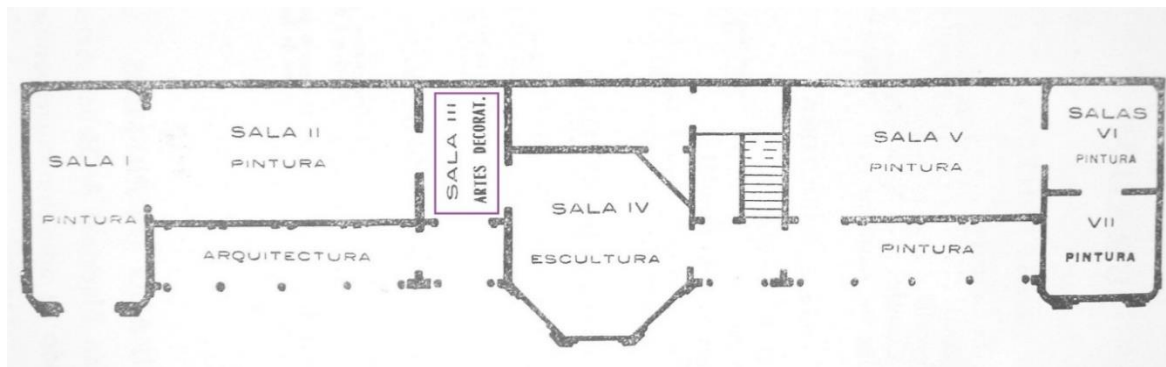 SALA I
PINTURA
SALA II
PINTURA
ARQUITECTURA
SALA III
ARTES DECORAT.
SALA IV
ESCULTURA
SALA V
PINTURA
PINTURA
SALAS
VI
PINTURA
VII
PINTURA